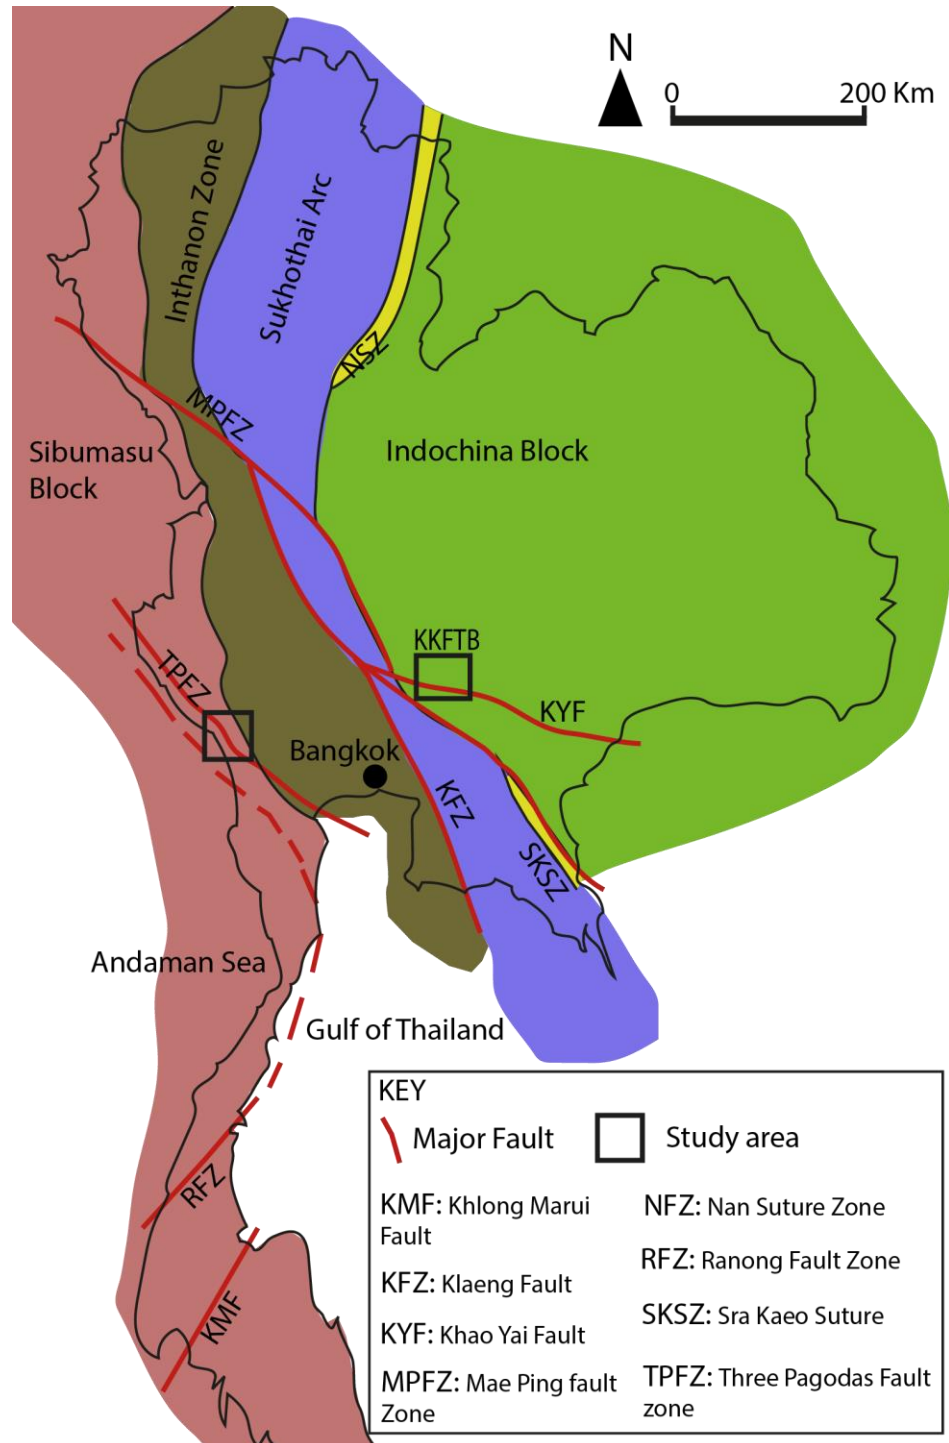 N
0 200 Km
Inthanon Zone
Sukhothai Arc
NSZ
MPFZ
Sibumasu
Block
Indochina Block
KKFTB
TPFZ
KYF
Bangkok
KFZ
SKSZ
Andaman Sea
Gulf of Thailand
RFZ
KMF
KEY
Major Fault
Study area
KMF: Khlong Marui
Fault
KFZ: Klaeng Fault
KYF: Khao Yai Fault
MPFZ: Mae Ping fault
Zone
NFZ: Nan Suture Zone
RFZ: Ranong Fault Zone
SKSZ: Sra Kaeo Suture
TPFZ: Three Pagodas Fault
zone